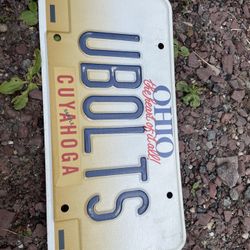 OHIO
the heart of it all!
UBOLTS
CUYAHOGA